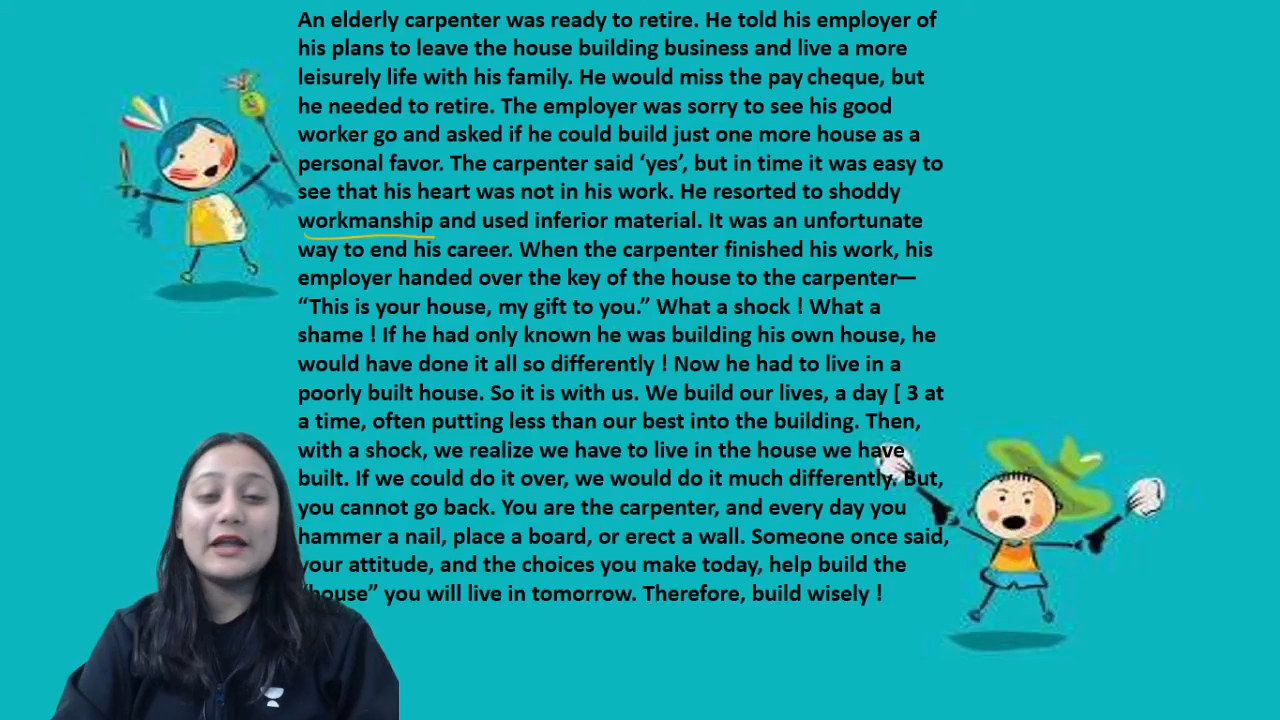 An elderly carpenter was ready to retire. He told his employer of
his plans to leave the house building business and live a more
leisurely life with his family. He would miss the pay cheque, but
he needed to retire. The employer was sorry to see his good
worker go and asked if he could build just one more house as a
personal favor. The carpenter said ‘yes’, but in time it was easy to
see that his heart was not in his work. He resorted to shoddy
workmanship and used inferior material. It was an unfortunate
way to end his career. When the carpenter finished his work, his
employer handed over the key of the house to the carpenter—
“This is your house, my gift to you.” What a shock ! What a
shame ! If he had only known he was building his own house, he
would have done it all so differently ! Now he had to live in a
poorly built house. So it is with us. We build our lives, a day [ 3 at
a time, often putting less than our best into the building. Then,
with a shock, we realize we have to live in the house we have
built. If we could do it over, we would do it much differently. But,
you cannot go back. You are the carpenter, and every day you
hammer a nail, place a board, or erect a wall. Someone once said,
your attitude, and the choices you make today, help build the
“house” you will live in tomorrow. Therefore, build wisely !